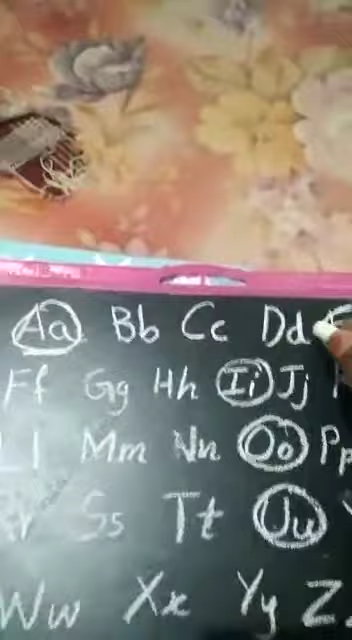 Aa Bb Cc Dd
Ff Gg Hh Ii Jj
Ll Mm Nn Oo Pp
Ss Tt Uu
Ww Xx Yy Z